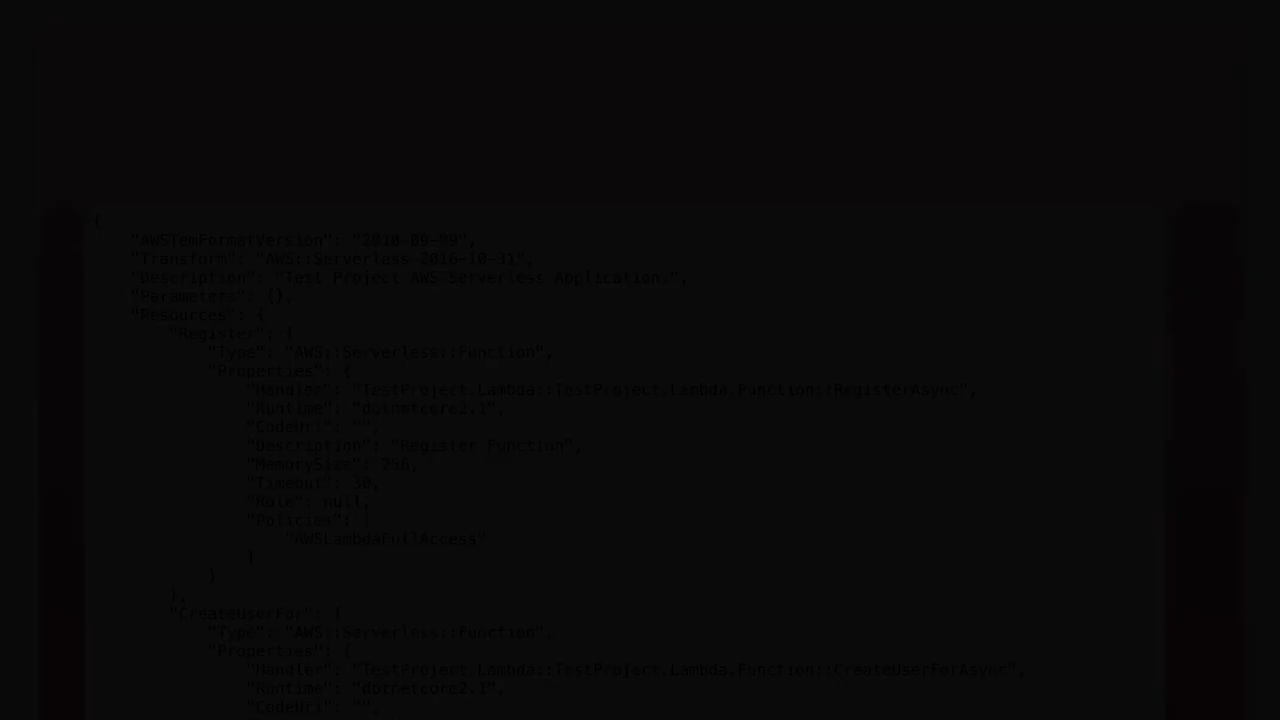 {
"AWSTemFormatVersion": "2010-09-09",
"Transform": "AWS::Serverless-2016-10-31",
"Description": "Test Project AWS Serverless Application.",
"Parameters": {},
"Resources": {
"Register": {
"Type": "AWS::Serverless::Function",
"Properties": {
"Handler": "TestProject.Lambda::TestProject.Lambda.Function::RegisterAsync",
"Runtime": "dotnetcore2.1",
"CodeUri": "",
"Description": "Register Function",
"MemorySize": 256,
"Timeout": 30,
"Role": null,
"Policies": [
"AWSLambdaFullAccess"
]
}
},
"CreateUserFor": {
"Type": "AWS::Serverless::Function",
"Properties": {
"Handler": "TestProject.Lambda::TestProject.Lambda.Function::CreateUserForAsync",
"Runtime": "dotnetcore2.1",
"CodeUri": "",